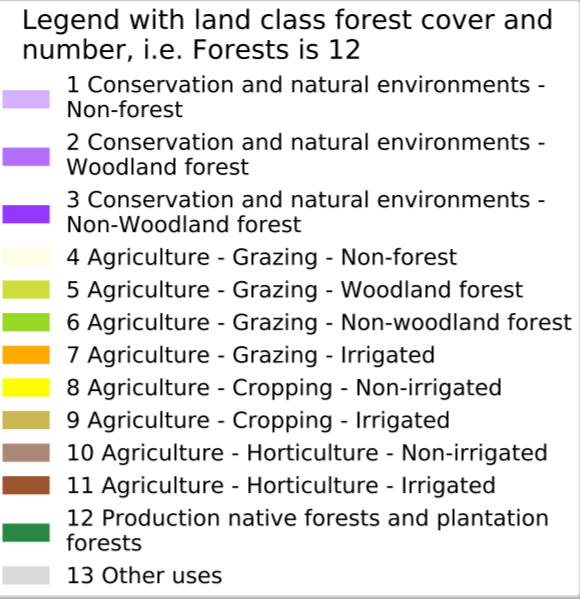 Legend with land class forest cover and
number, i.e. Forests is 12
1 Conservation and natural environments -
Non-forest
2 Conservation and natural environments -
Woodland forest
3 Conservation and natural environments -
Non-Woodland forest
4 Agriculture - Grazing - Non-forest
5 Agriculture - Grazing - Woodland forest
6 Agriculture - Grazing - Non-woodland forest
7 Agriculture - Grazing - Irrigated
8 Agriculture - Cropping - Non-irrigated
9 Agriculture - Cropping - Irrigated
10 Agriculture - Horticulture - Non-irrigated
11 Agriculture - Horticulture - Irrigated
12 Production native forests and plantation
forests
13 Other uses